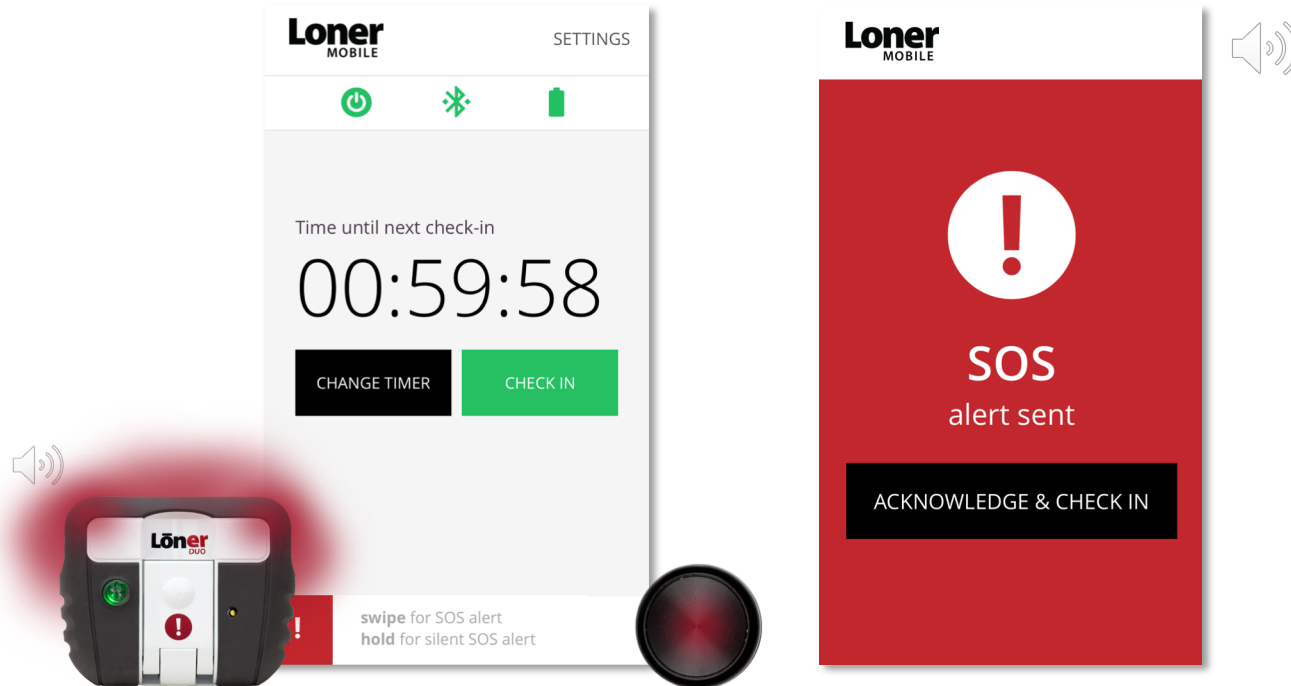 Loner
MOBILE
SETTINGS
Time until next check-in
00:59:58
CHANGE TIMER
CHECK IN
swipe for SOS alert
hold for silent SOS alert
!
Lōner
DUO
!
Loner
MOBILE
!
SOS
alert sent
ACKNOWLEDGE & CHECK IN